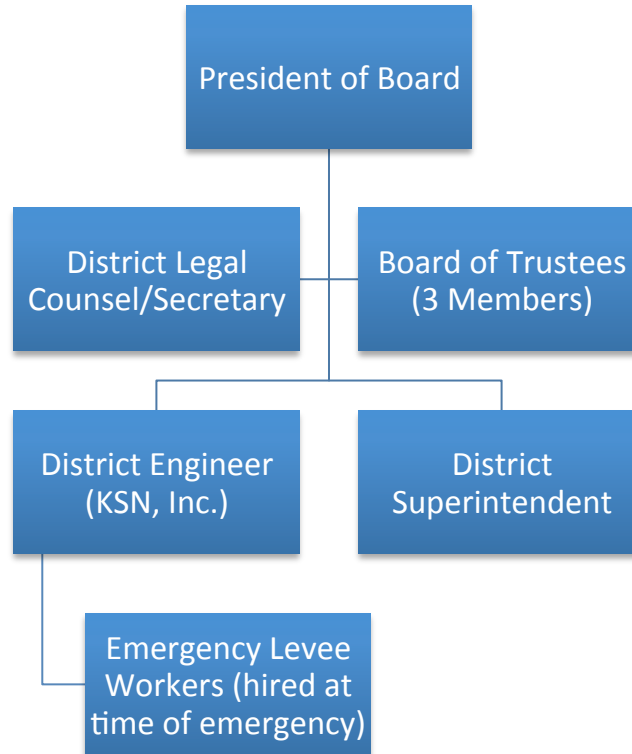 President of Board
District Legal
Counsel/Secretary
Board of Trustees
(3 Members)
District Engineer
(KSN, Inc.)
District
Superintendent
Emergency Levee
Workers (hired at
time of emergency)